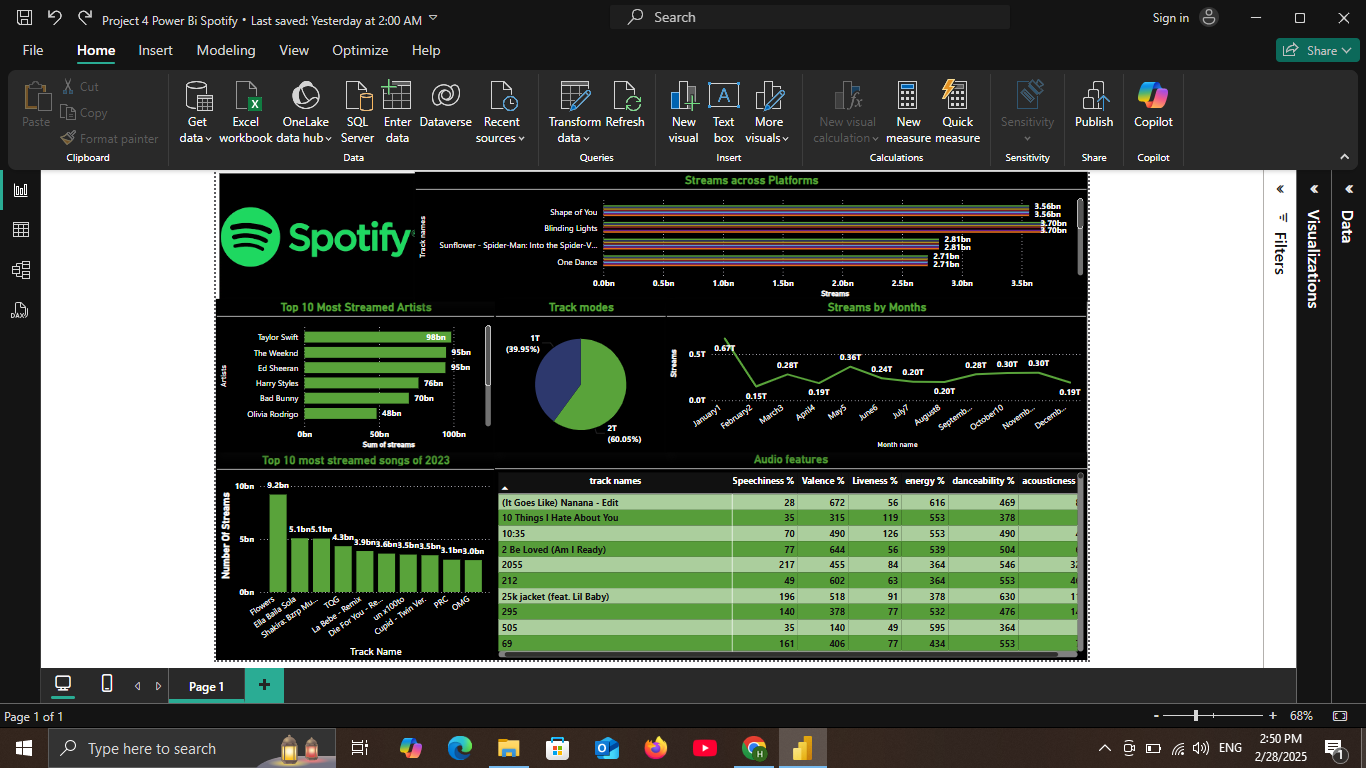 Project 4 Power Bi Spotify • Last saved: Yesterday at 2:00 AM
Search
Sign in
File Home Insert Modeling View Optimize Help
Share
Paste
Cut
Copy
Format painter
Clipboard
Get data
Excel workbook
OneLake data hub
SQL Server
Enter data
Dataverse
Recent sources
Data
Transform data
Refresh
Queries
New visual
Text box
More visuals
Insert
New visual calculation
New measure
Quick measure
Calculations
Sensitivity
Sensitivity
Publish
Share
Copilot
Copilot
Spotify
Streams across Platforms
Track names
Shape of You 3.56bn 3.56bn
Blinding Lights 3.70bn 3.70bn
Sunflower - Spider-Man: Into the Spider-V... 2.81bn 2.81bn
One Dance 2.71bn 2.71bn
0.0bn 0.5bn 1.0bn 1.5bn 2.0bn 2.5bn 3.0bn 3.5bn
Streams
Top 10 Most Streamed Artists
Artists
Taylor Swift 98bn
The Weeknd 95bn
Ed Sheeran 95bn
Harry Styles 76bn
Bad Bunny 70bn
Olivia Rodrigo 48bn
0bn 50bn 100bn
Sum of streams
Track modes
1T
(39.95%)
2T
(60.05%)
Streams by Months
Streams
0.5T
0.0T
0.67T 0.15T 0.28T 0.19T 0.36T 0.24T 0.20T 0.20T 0.28T 0.30T 0.30T 0.19T
January1 February2 March3 April4 May5 June6 July7 August8 Septemb... October10 Novemb... Decemb...
Month name
Top 10 most streamed songs of 2023
Number Of Streams
10bn
5bn
0bn
9.2bn 5.1bn 5.1bn 4.3bn 3.9bn 3.6bn 3.5bn 3.5bn 3.1bn 3.0bn
Flowers Ella Baila Sola Shakira: Bzrp Mu... TQG La Bebe - Remix Die For You - Re... un x100to Cupid - Twin Ver. PRC OMG
Track Name
Audio features
track names Speechiness % Valence % Liveness % energy % danceability % acousticness
(It Goes Like) Nanana - Edit 28 672 56 616 469
10 Things I Hate About You 35 315 119 553 378
10:35 70 490 126 553 490
2 Be Loved (Am I Ready) 77 644 56 539 504
2055 217 455 84 364 546
212 49 602 63 364 553
25k jacket (feat. Lil Baby) 196 518 91 378 630
295 140 378 77 532 476
505 35 140 49 595 364
69 161 406 77 434 553
Filters
Visualizations
Data
Page 1
Page 1 of 1
68%
Type here to search
ENG
2:50 PM
2/28/2025
1